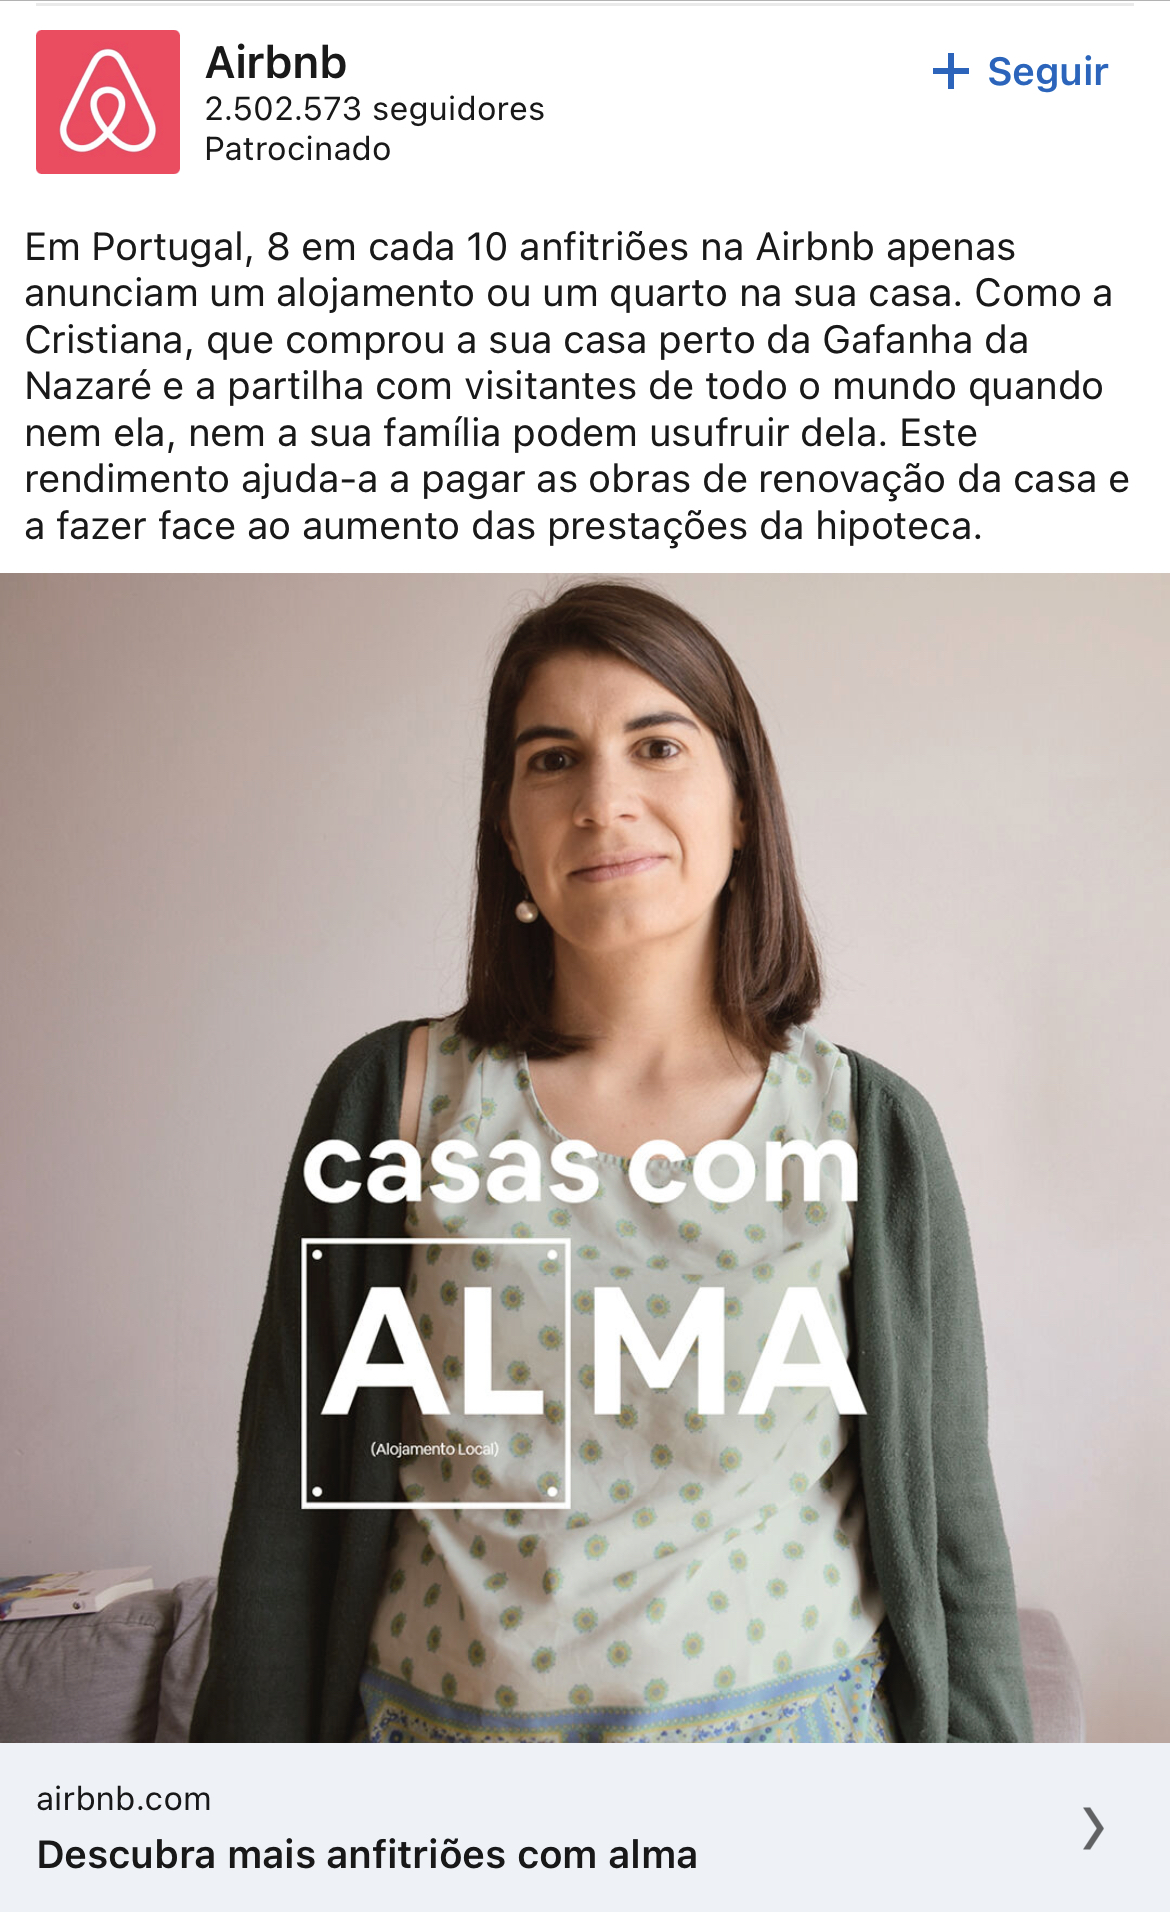 Airbnb
+ Seguir
2.502.573 seguidores
Patrocinado
Em Portugal, 8 em cada 10 anfitriões na Airbnb apenas
anunciam um alojamento ou um quarto na sua casa. Como a
Cristiana, que comprou a sua casa perto da Gafanha da
Nazaré e a partilha com visitantes de todo o mundo quando
nem ela, nem a sua família podem usufruir dela. Este
rendimento ajuda-a a pagar as obras de renovação da casa e
a fazer face ao aumento das prestações da hipoteca.
casas com
ALMA
(Alojamento Local)
airbnb.com
Descubra mais anfitriões com alma